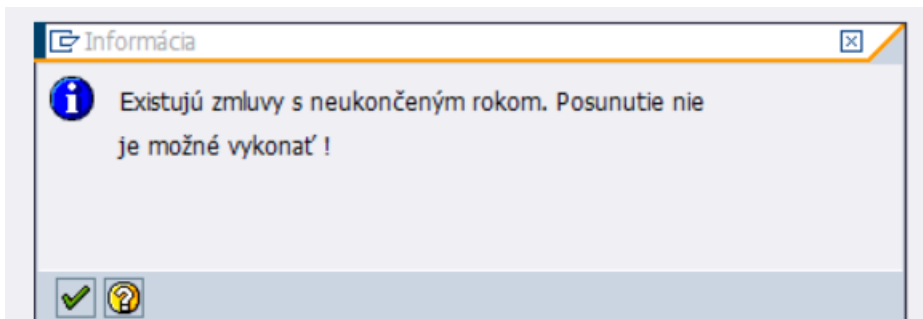 Informácia
Existujú zmluvy s neukončeným rokom. Posunutie nie
je možné vykonať !